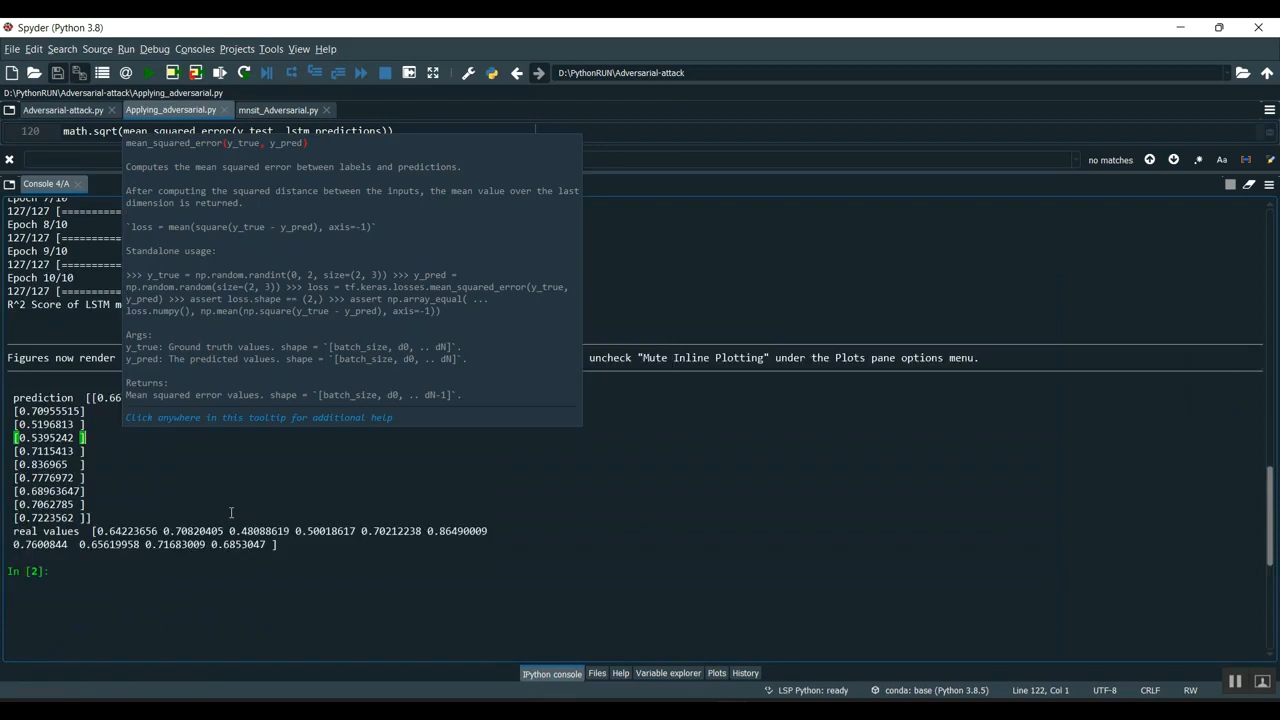 Spyder (Python 3.8)
File Edit Search Source Run Debug Consoles Projects Tools View Help
D:\PythonRUN\Adversarial-attack
D:\PythonRUN\Adversarial-attack\Applying_adversarial.py
Adversarial-attack.py Applying_adversarial.py mnsit_Adversarial.py
120 math.sqrt(mean_squared_error(y_test, lstm_predictions))
mean_squared_error(y_true, y_pred)
no matches Aa
Computes the mean squared error between labels and predictions.
Console 4/A
After computing the squared distance between the inputs, the mean value over the last
dimension is returned.
Epoch 7/10
127/127 [==========
Epoch 8/10
`loss = mean(square(y_true - y_pred), axis=-1)`
127/127 [==========
Epoch 9/10
Standalone usage:
127/127 [==========
Epoch 10/10
>>> y_true = np.random.randint(0, 2, size=(2, 3)) >>> y_pred =
np.random.random(size=(2, 3)) >>> loss = tf.keras.losses.mean_squared_error(y_true,
127/127 [==========
y_pred) >>> assert loss.shape == (2,) >>> assert np.array_equal( ...
R^2 Score of LSTM m
loss.numpy(), np.mean(np.square(y_true - y_pred), axis=-1))
Args:
y_true: Ground truth values. shape = `[batch_size, d0, .. dN]`.
y_pred: The predicted values. shape = `[batch_size, d0, .. dN]`.
Figures now render uncheck "Mute Inline Plotting" under the Plots pane options menu.
Returns:
Mean squared error values. shape = `[batch_size, d0, .. dN-1]`.
Click anywhere in this tooltip for additional help
prediction [[0.66
[0.70955515]
[0.5196813 ]
[0.5395242 ]
[0.7115413 ]
[0.836965 ]
[0.7776972 ]
[0.68963647]
[0.7062785 ]
[0.7223562 ]]
real values [0.64223656 0.70820405 0.48088619 0.50018617 0.70212238 0.86490009
0.7600844 0.65619958 0.71683009 0.6853047 ]
In [2]:
IPython console Files Help Variable explorer Plots History
LSP Python: ready conda: base (Python 3.8.5) Line 122, Col 1 UTF-8 CRLF RW